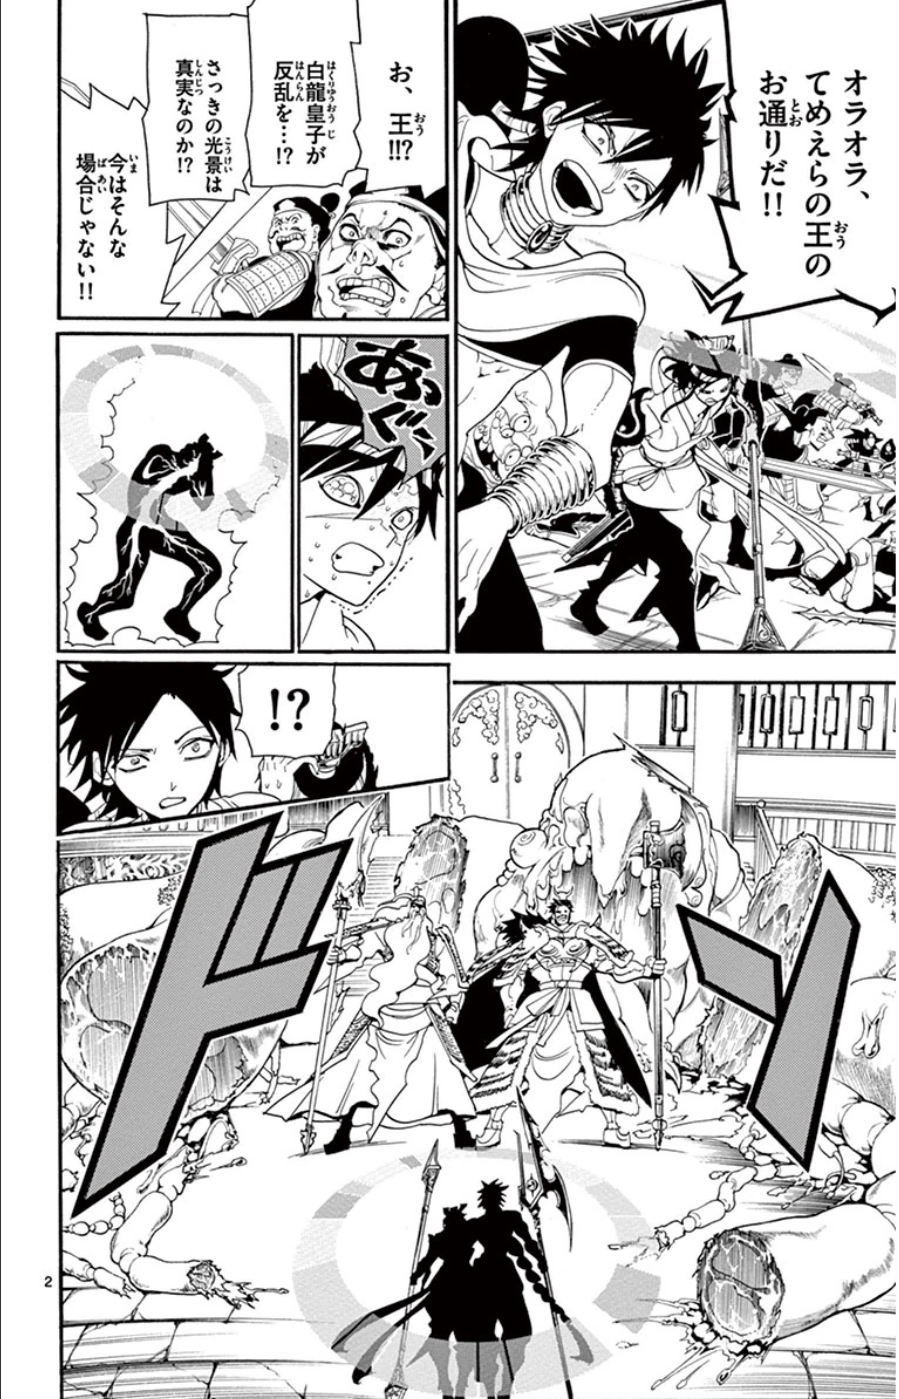 オラオラ、
てめえらの王の
お通りだ!!
お、王!!?
白龍皇子が
反乱を…!?
さっきの光景は
真実なのか!?
今はそんな
場合じゃない!!
あぐぐ…
!?
ドン
2